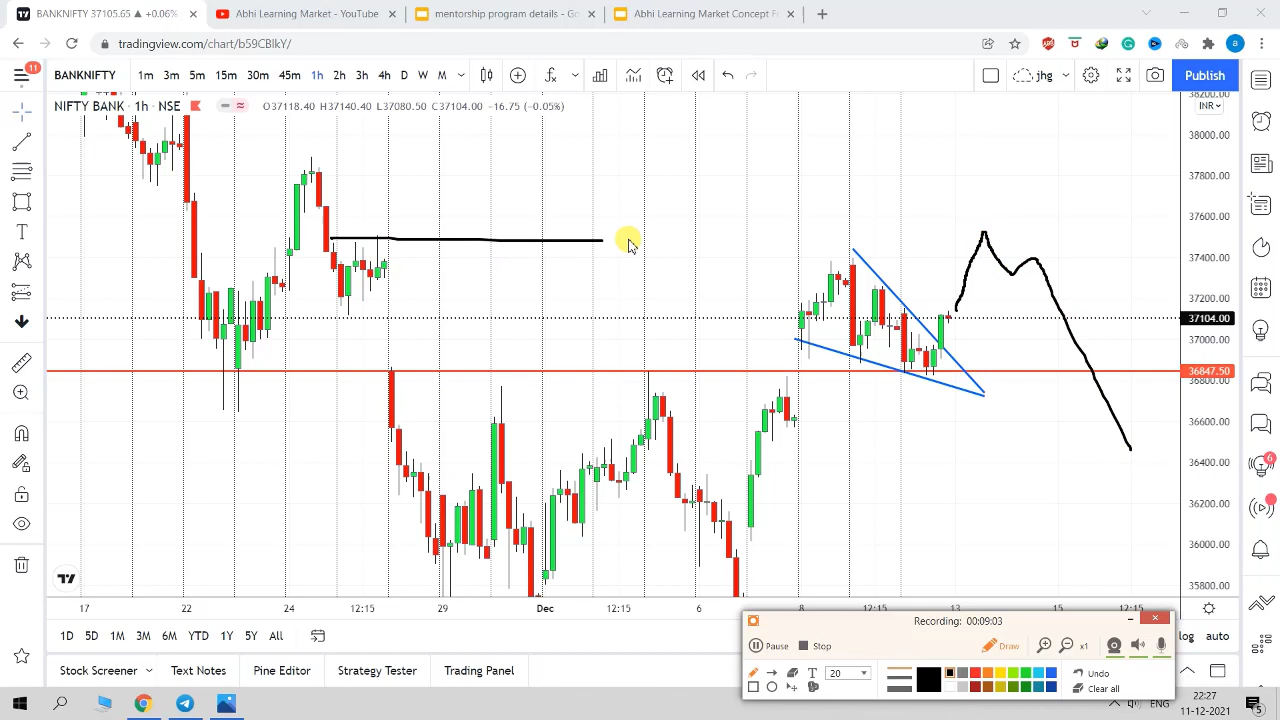 BANKNIFTY 37105.65 ▲ +0.06%
Abhi Learning Market - YouTube
membership program details - Go
Abhi Learning Market Concept F
tradingview.com/chart/b59CBlkY/
11
BANKNIFTY 1m 3m 5m 15m 30m 45m 1h 2h 3h 4h D W M jhg Publish
NIFTY BANK · 1h · NSE O37118.40 H37140.40 L37080.50 C37104.00 -16.75 (-0.05%)
INR
38200.00
38000.00
37800.00
37600.00
37400.00
37200.00
37104.00
37000.00
36847.50
36800.00
36600.00
36400.00
36200.00
36000.00
35800.00
6
17 22 24 12:15 29 Dec 12:15 6 8 12:15 13 15 12:15
Recording: 00:09:03
1D 5D 1M 3M 6M YTD 1Y 5Y All
log auto
Pause Stop Draw x1
Stock Screener Text Notes Pine Editor Strategy Tester Trading Panel
T 20 Undo
Clear all
22:27
ENG
11-12-2021
5